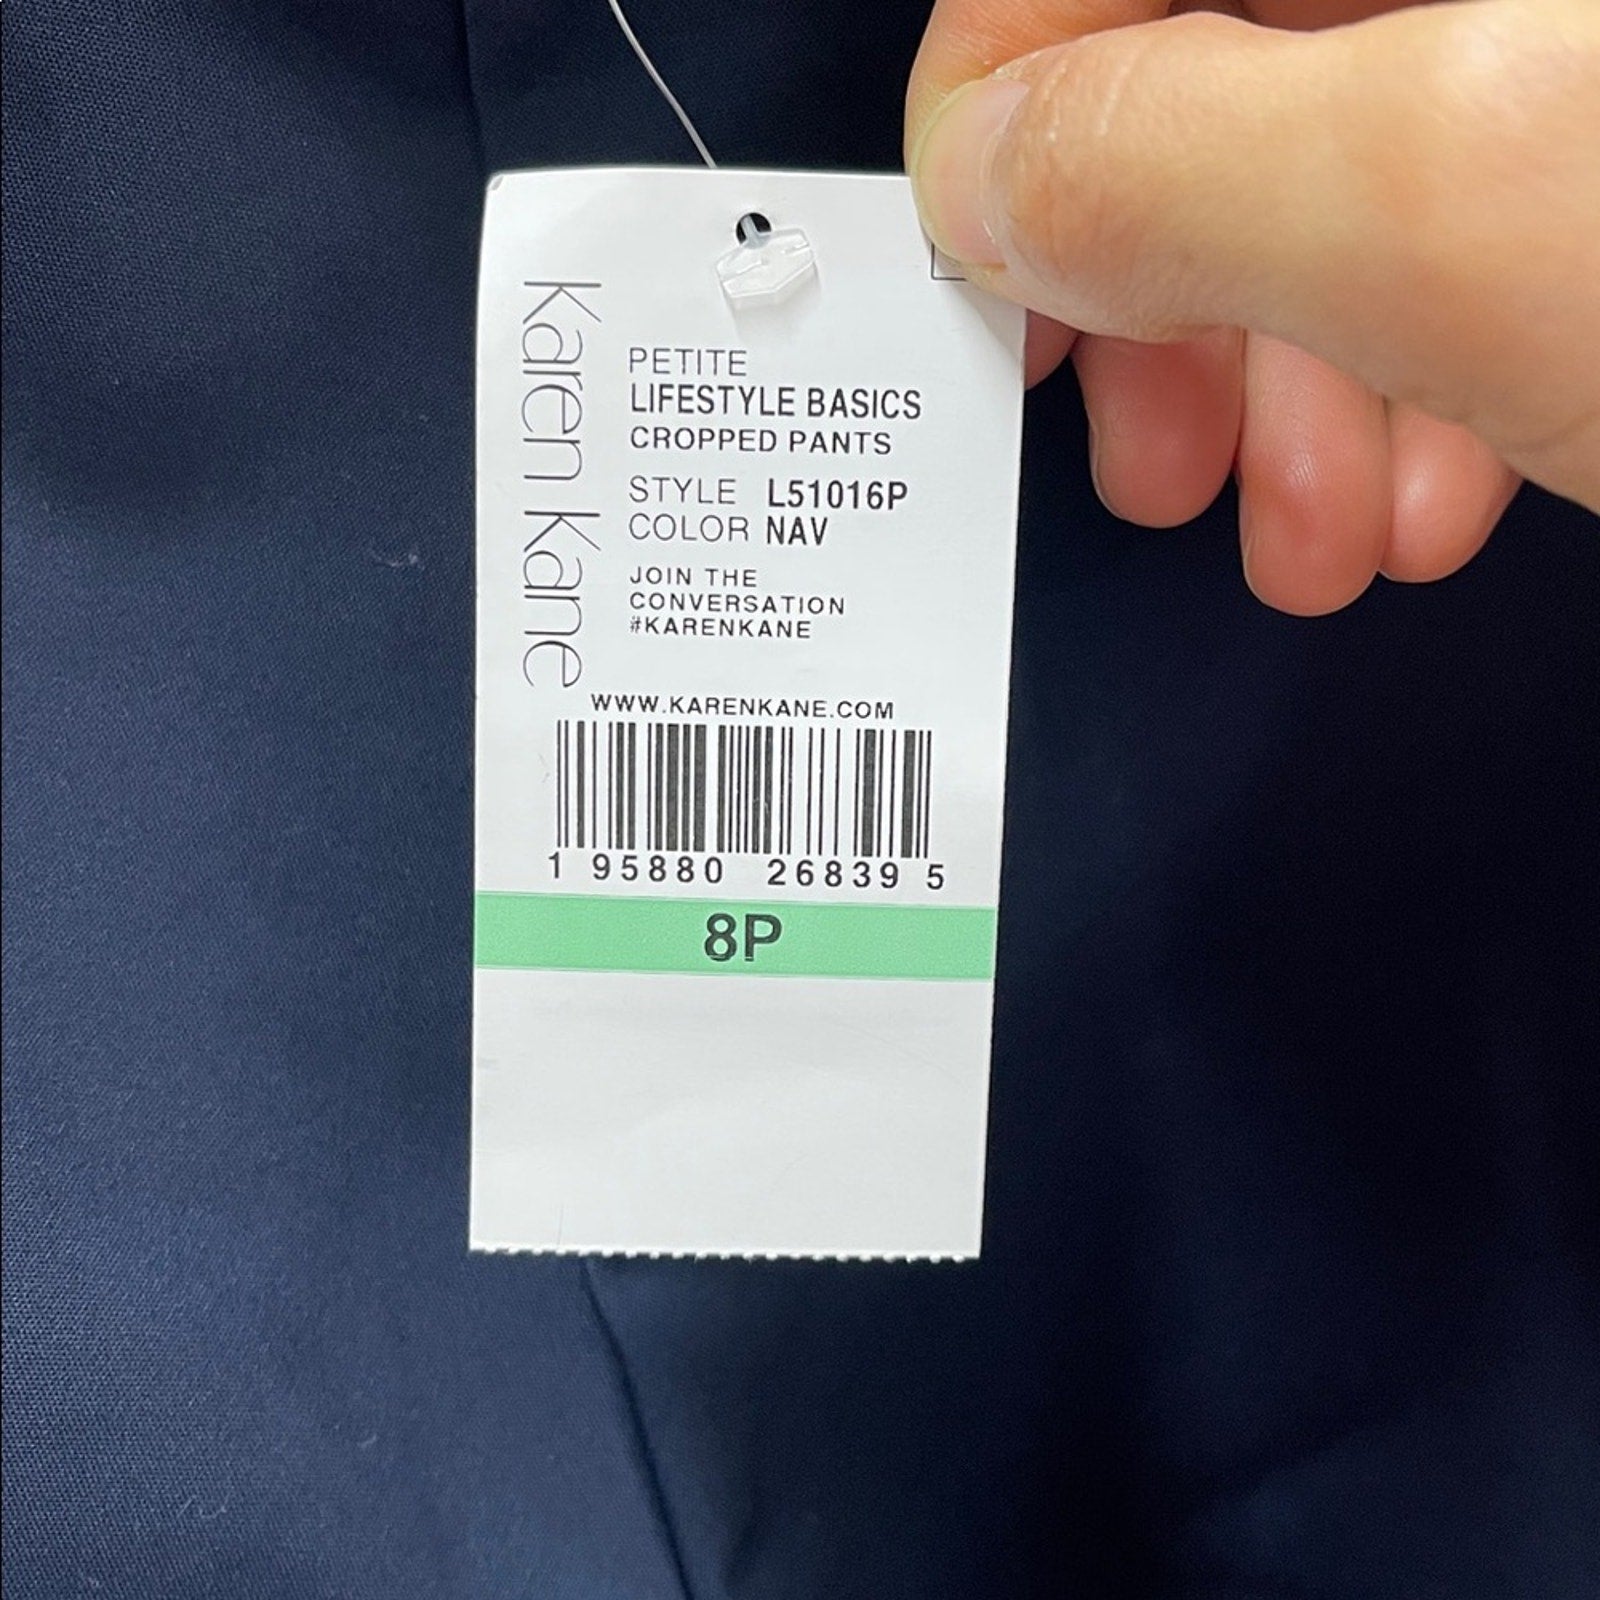 Karen Kane
PETITE
LIFESTYLE BASICS
CROPPED PANTS
STYLE L51016P
COLOR NAV
JOIN THE
CONVERSATION
#KARENKANE
WWW.KARENKANE.COM
1 95880 26839 5
8P